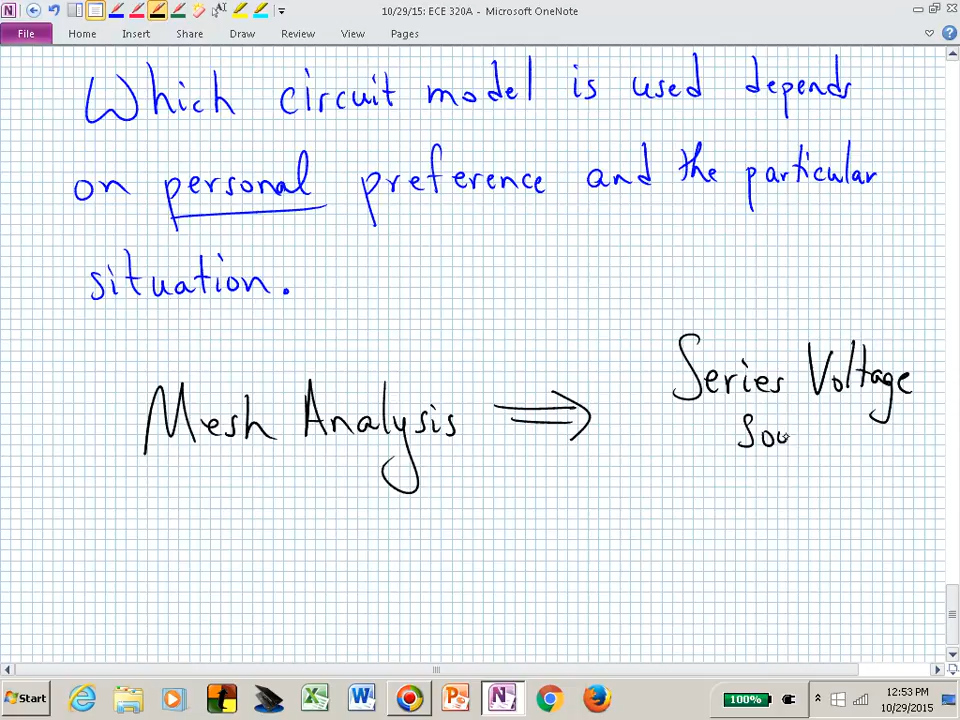 10/29/15: ECE 320A - Microsoft OneNote
File Home Insert Share Draw Review View Pages
Which circuit model is used depends
on personal preference and the particular
situation.
Mesh Analysis ⇒ Series Voltage
Sou
Start
100%
12:53 PM
10/29/2015